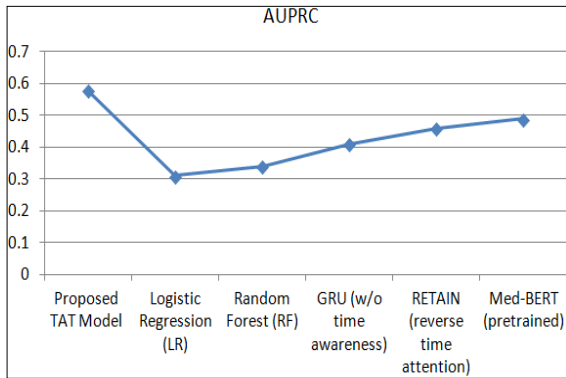 AUPRC
0.7
0.6
0.5
0.4
0.3
0.2
0.1
0
Proposed
TAT Model
Logistic
Regression
(LR)
Random
Forest (RF)
GRU (w/o
time
awareness)
RETAIN
(reverse
time
attention)
Med-BERT
(pretrained)